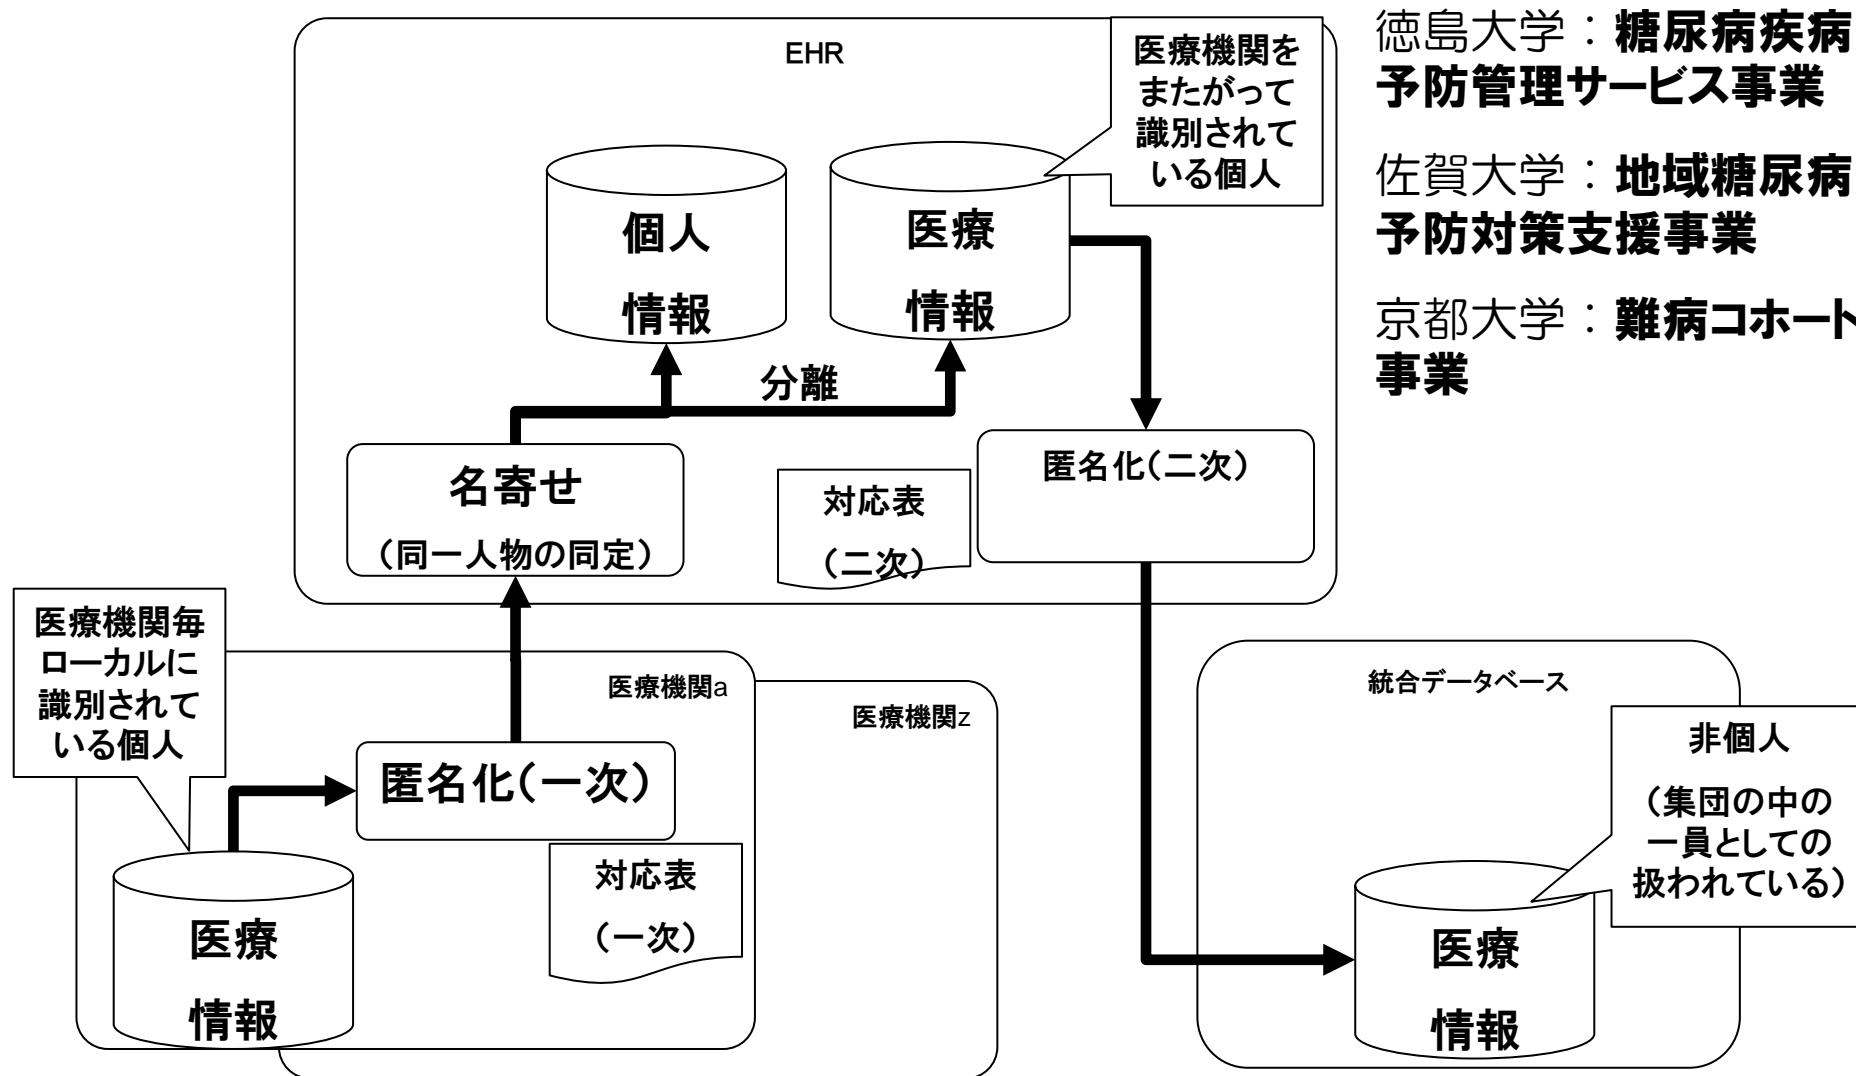 EHR
医療機関を
またがって
識別されて
いる個人
徳島大学：糖尿病疾病
予防管理サービス事業
佐賀大学：地域糖尿病
予防対策支援事業
京都大学：難病コホート
事業
個人
情報
医療
情報
分離
名寄せ
（同一人物の同定）
対応表
（二次）
匿名化（二次）
医療機関毎
ローカルに
識別されて
いる個人
医療機関a
医療機関z
匿名化（一次）
対応表
（一次）
医療
情報
統合データベース
非個人
（集団の中の
一員としての
扱われている）
医療
情報